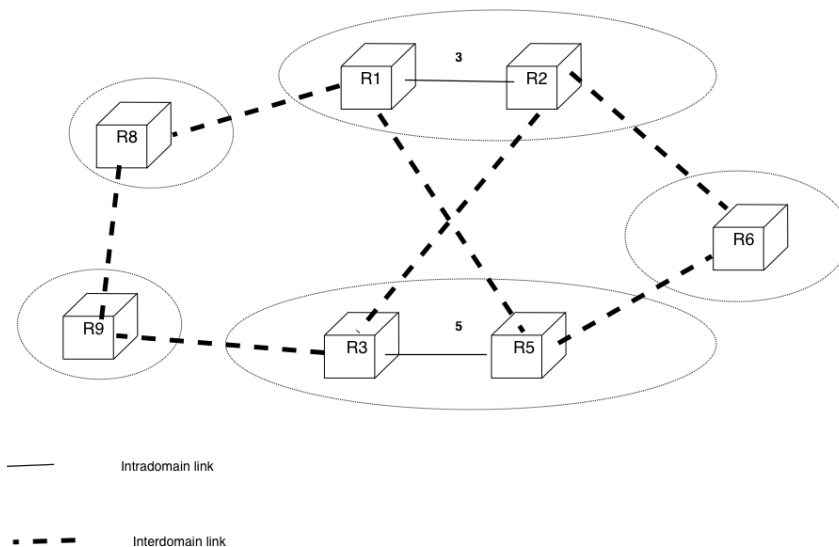 3
R1
R2
R8
R6
5
R9
R3
R5
Intradomain link
Interdomain link